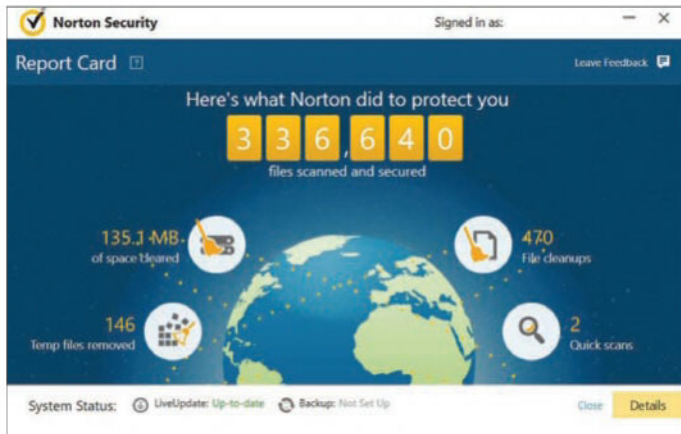 Norton Security
Signed in as:
Report Card ?
Leave Feedback
Here's what Norton did to protect you
336,640
files scanned and secured
135.1 MB
of space cleared
470
File cleanups
146
Temp files removed
2
Quick scans
System Status: LiveUpdate: Up-to-date Backup: Not Set Up
Close Details